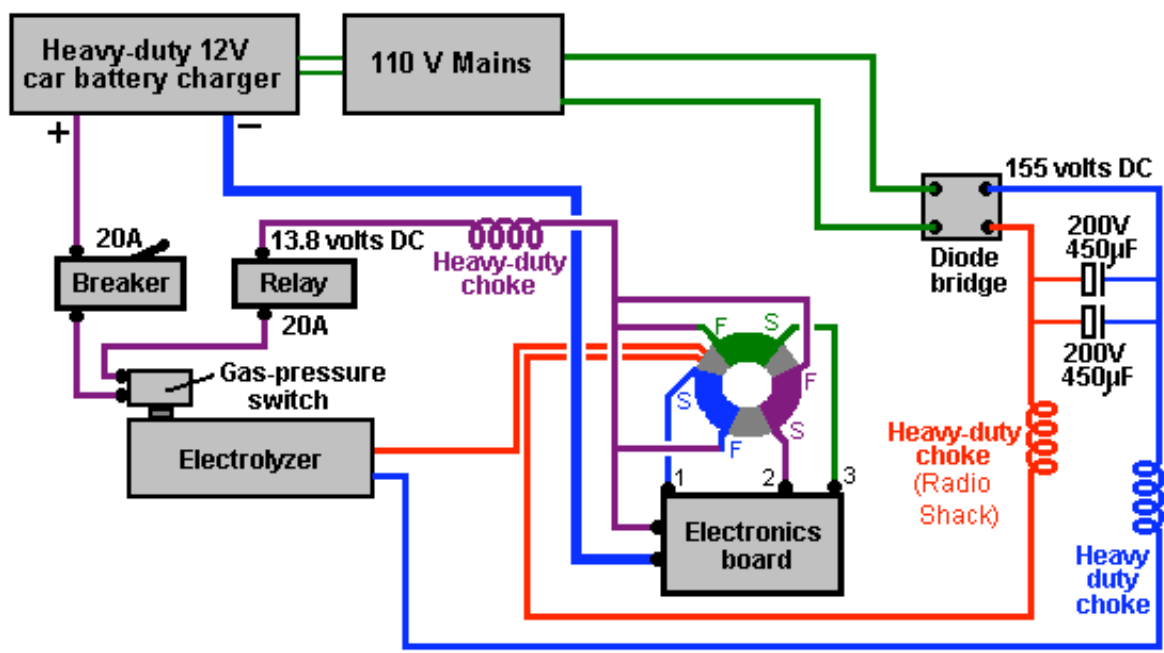 Heavy-duty 12V
car battery charger
110 V Mains
+
−
155 volts DC
20A
13.8 volts DC
Heavy-duty
choke
200V
450µF
Breaker
Relay
20A
Diode
bridge
200V
450µF
Gas-pressure
switch
F
S
F
S
S
F
Electrolyzer
Heavy-duty
choke
(Radio
Shack)
1
2
3
Electronics
board
Heavy
duty
choke